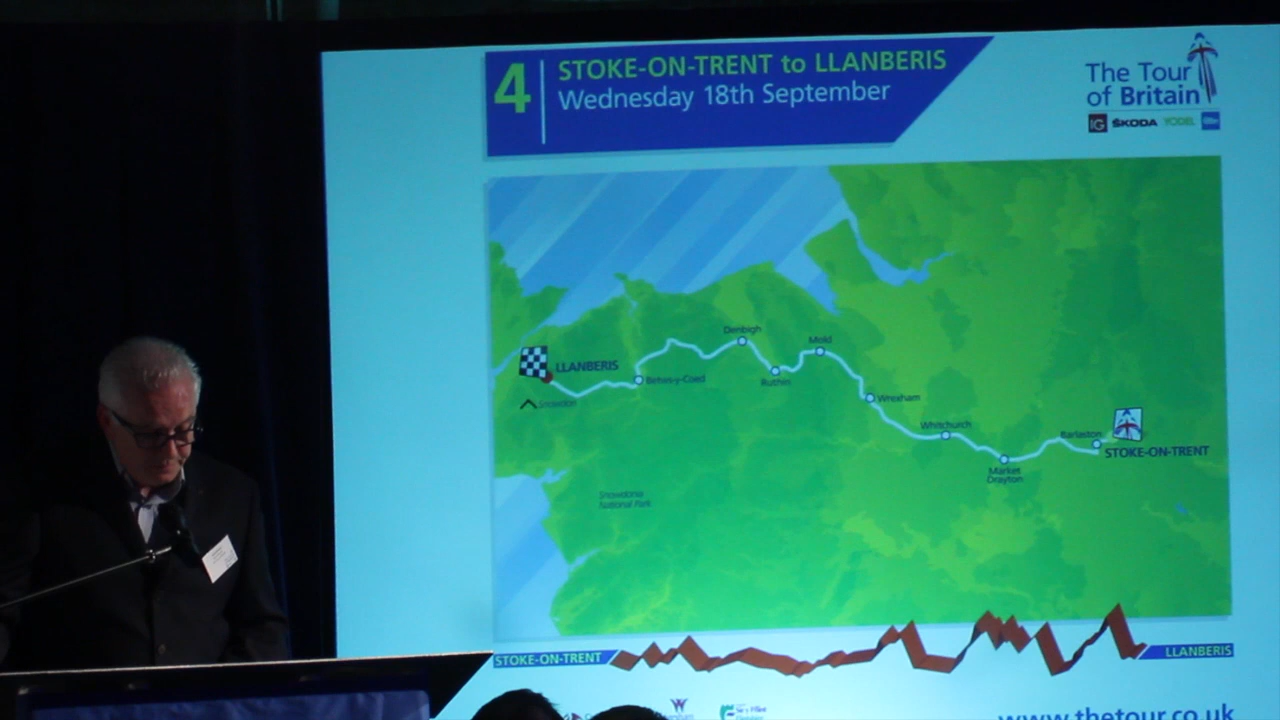 4
STOKE-ON-TRENT to LLANBERIS
Wednesday 18th September
The Tour
of Britain
IG ŠKODA YODEL
Denbigh
Mold
LLANBERIS
Betws-y-Coed
Ruthin
Snowdon
Wrexham
Whitchurch
Barlaston
STOKE-ON-TRENT
Market
Drayton
Snowdonia
National Park
STOKE-ON-TRENT
LLANBERIS
www.thetour.co.uk